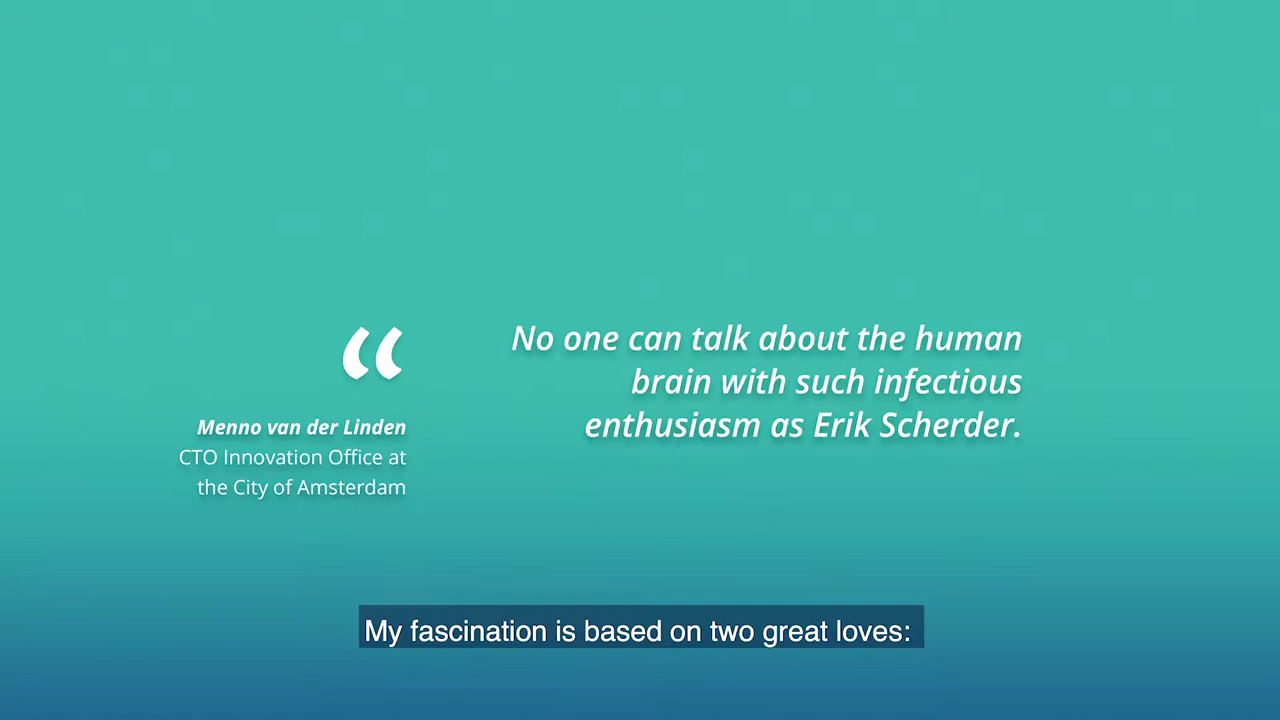 “
Menno van der Linden
CTO Innovation Office at
the City of Amsterdam
No one can talk about the human
brain with such infectious
enthusiasm as Erik Scherder.
My fascination is based on two great loves: